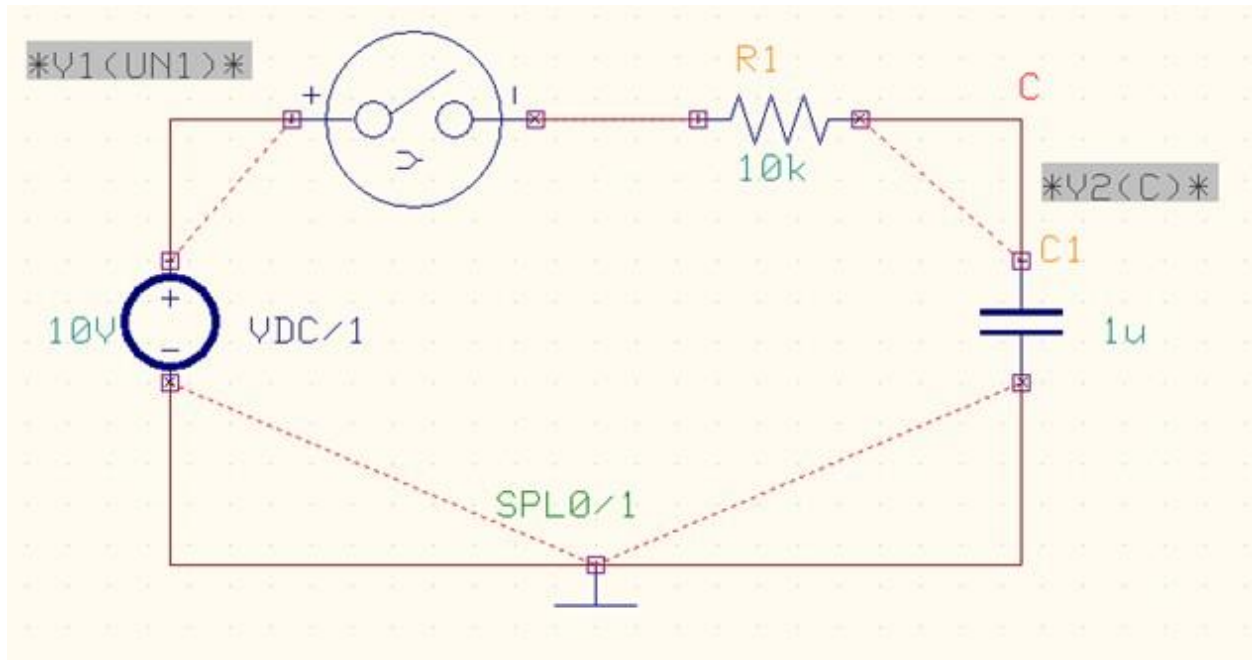 *V1(UN1)*
R1
C
+
10k
*V2(C)*
C1
+
10V
VDC/1
1u
−
SPL0/1